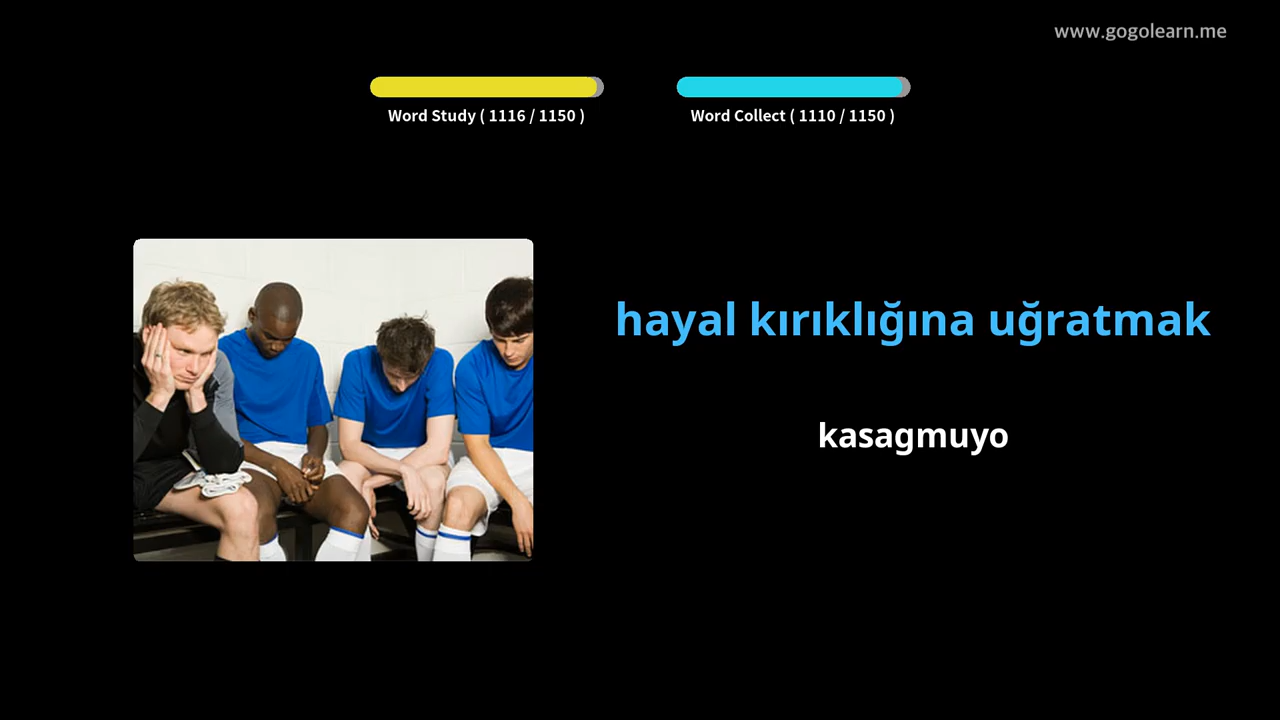 www.gogolearn.me
Word Study ( 1116 / 1150 )
Word Collect ( 1110 / 1150 )
hayal kırıklığına uğratmak
kasagmuyo